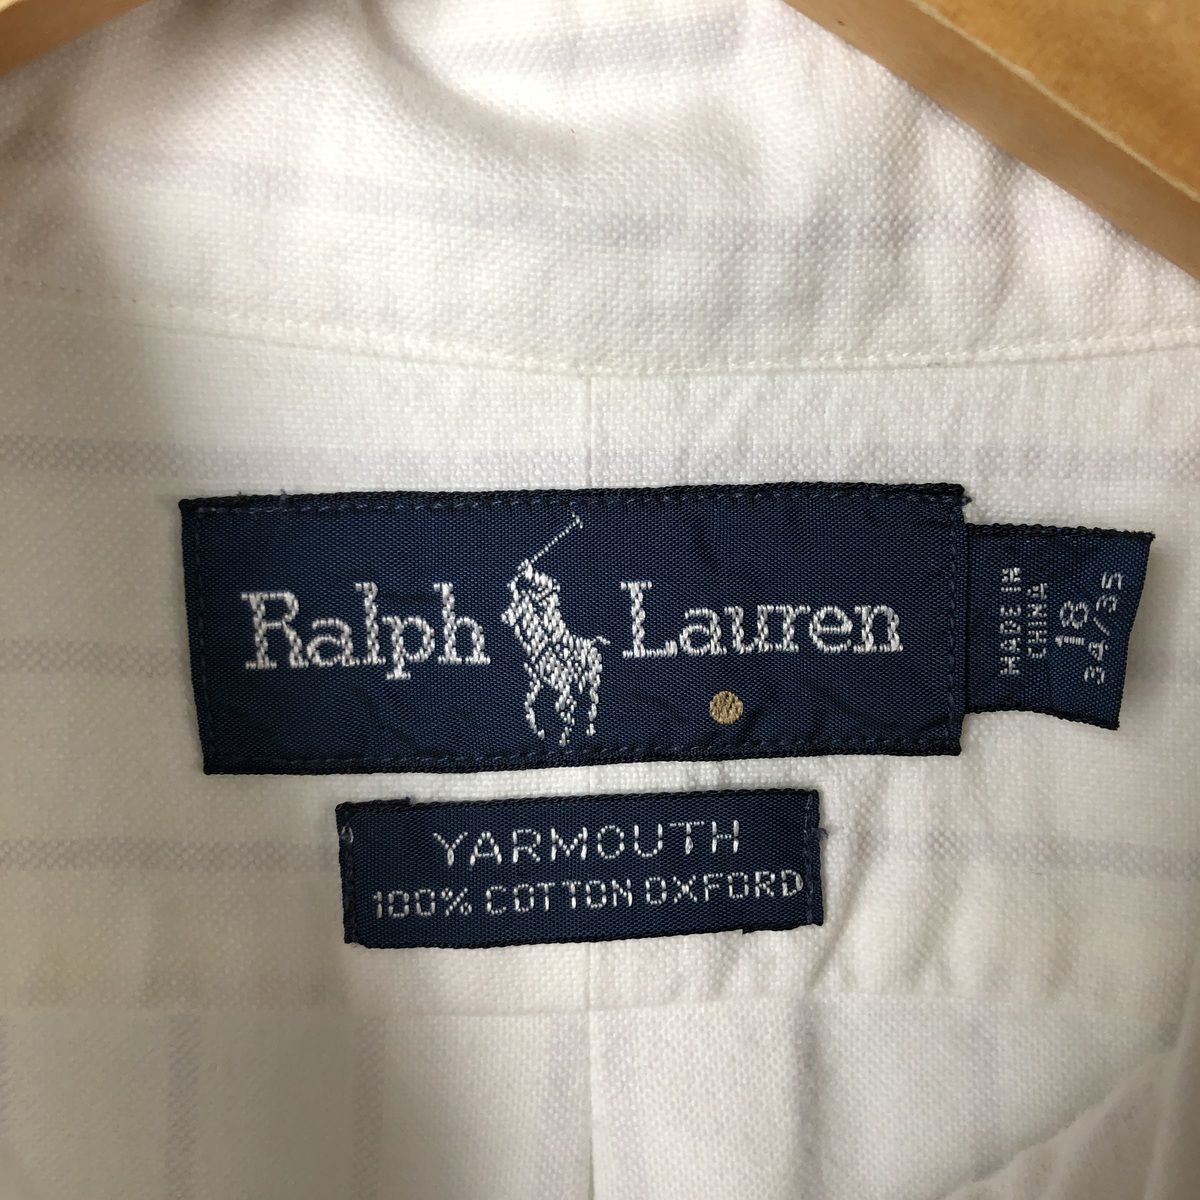 Ralph Lauren
MADE IN
CHINA
18
34/35
YARMOUTH
100% COTTON OXFORD